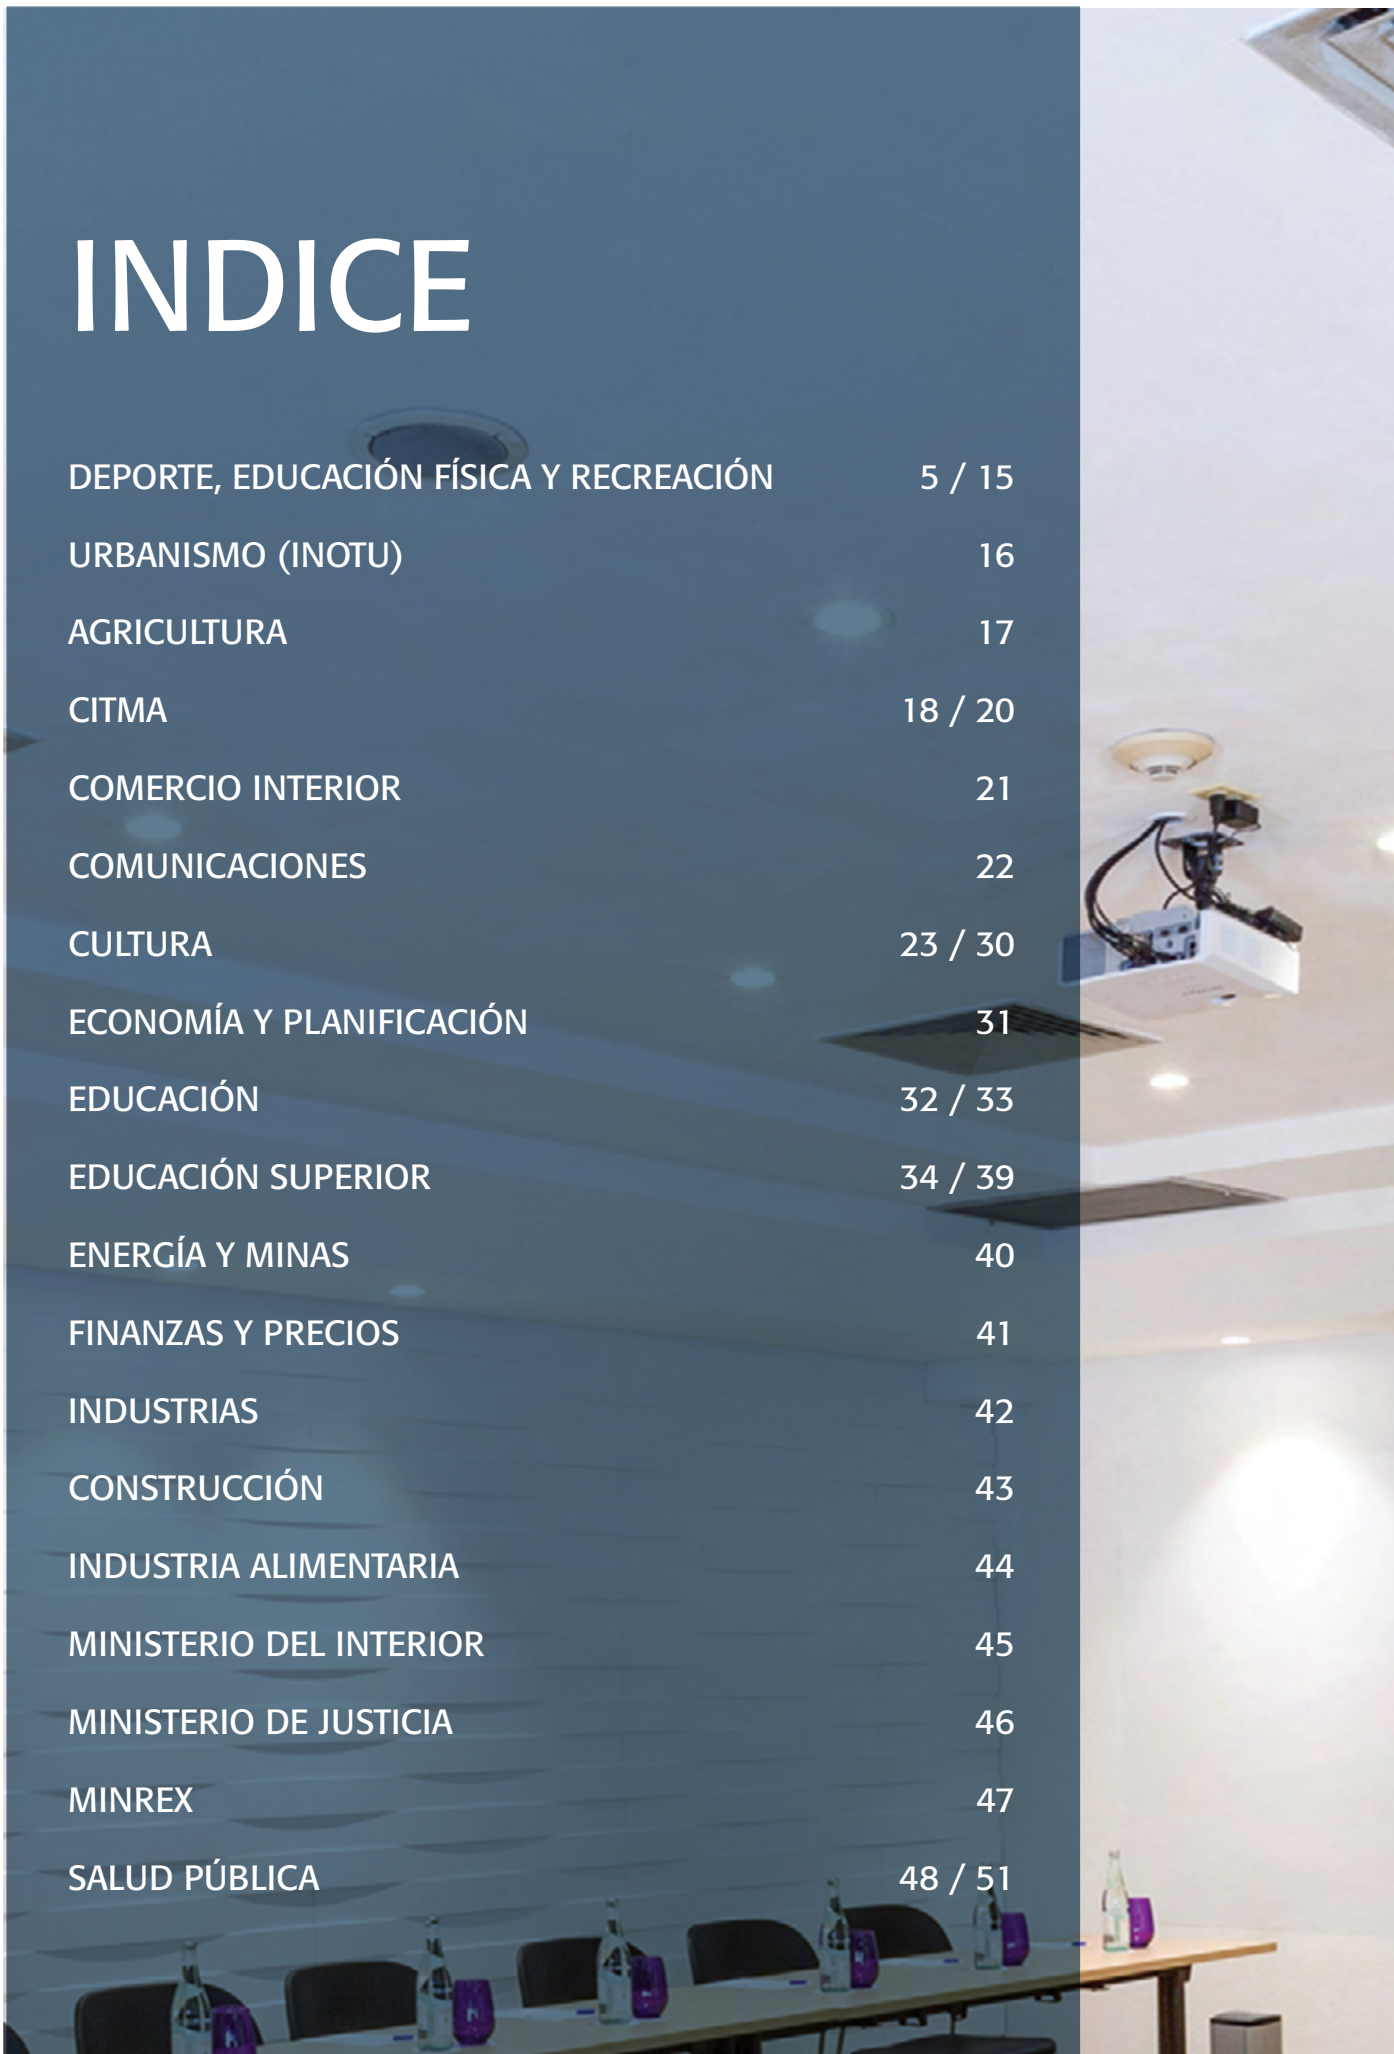 INDICE
DEPORTE, EDUCACIÓN FÍSICA Y RECREACIÓN 5 / 15
URBANISMO (INOTU) 16
AGRICULTURA 17
CITMA 18 / 20
COMERCIO INTERIOR 21
COMUNICACIONES 22
CULTURA 23 / 30
ECONOMÍA Y PLANIFICACIÓN 31
EDUCACIÓN 32 / 33
EDUCACIÓN SUPERIOR 34 / 39
ENERGÍA Y MINAS 40
FINANZAS Y PRECIOS 41
INDUSTRIAS 42
CONSTRUCCIÓN 43
INDUSTRIA ALIMENTARIA 44
MINISTERIO DEL INTERIOR 45
MINISTERIO DE JUSTICIA 46
MINREX 47
SALUD PÚBLICA 48 / 51